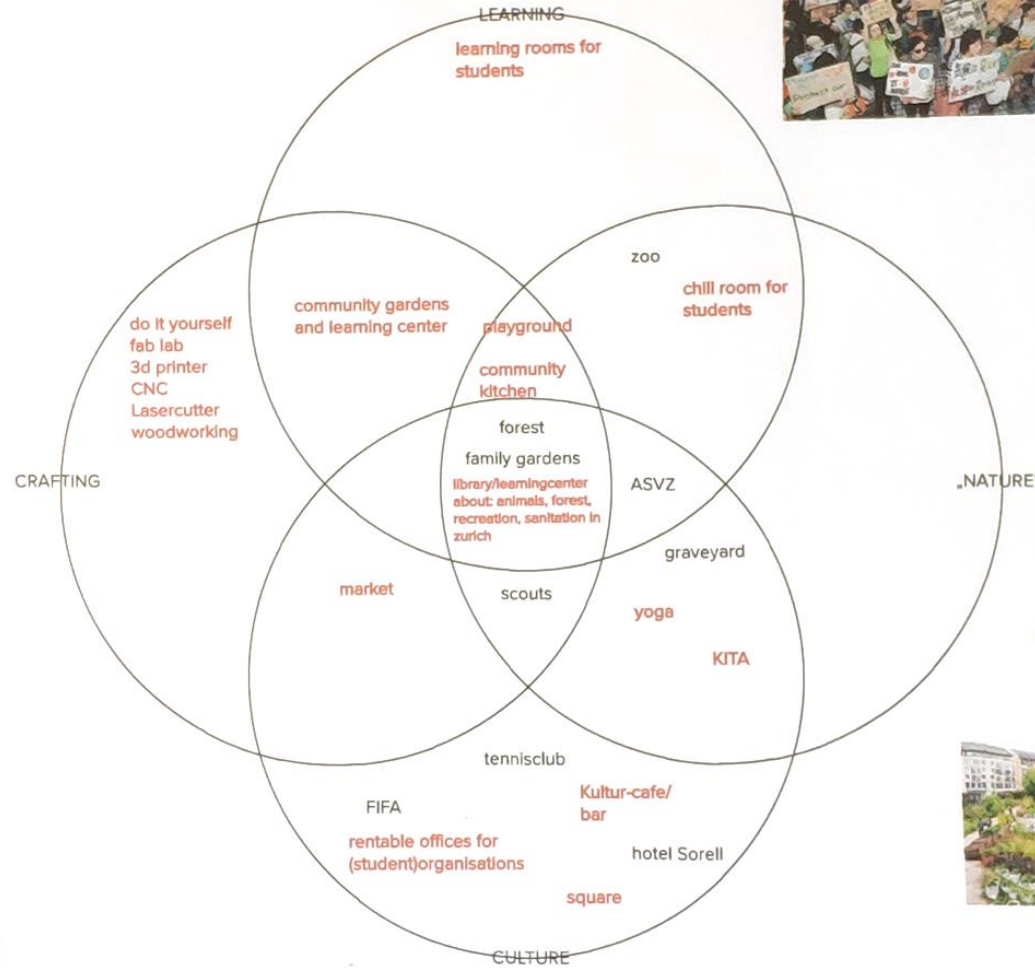 LEARNING
learning rooms for
students
zoo
chill room for
students
community gardens
and learning center
playground
do it yourself
fab lab
3d printer
CNC
Lasercutter
woodworking
community
kitchen
forest
family gardens
CRAFTING
library/learningcenter
about: animals, forest,
recreation, sanitation in
zurich
ASVZ
„NATURE
graveyard
market
scouts
yoga
KITA
tennisclub
FIFA
Kultur-cafe/
bar
rentable offices for
(student)organisations
hotel Sorell
square
CULTURE